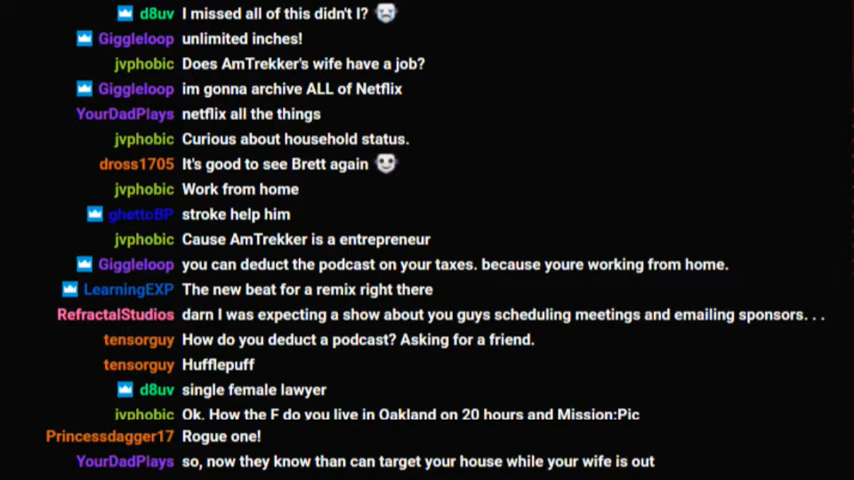 d8uv I missed all of this didn't I?
Giggleloop unlimited inches!
jvphobic Does AmTrekker's wife have a job?
Giggleloop im gonna archive ALL of Netflix
YourDadPlays netflix all the things
jvphobic Curious about household status.
dross1705 It's good to see Brett again
jvphobic Work from home
ghettoBP stroke help him
jvphobic Cause AmTrekker is a entrepreneur
Giggleloop you can deduct the podcast on your taxes. because youre working from home.
LearningEXP The new beat for a remix right there
RefractalStudios darn I was expecting a show about you guys scheduling meetings and emailing sponsors. . .
tensorguy How do you deduct a podcast? Asking for a friend.
tensorguy Hufflepuff
d8uv single female lawyer
jvphobic Ok. How the F do you live in Oakland on 20 hours and Mission:Pic
Princessdagger17 Rogue one!
YourDadPlays so, now they know than can target your house while your wife is out